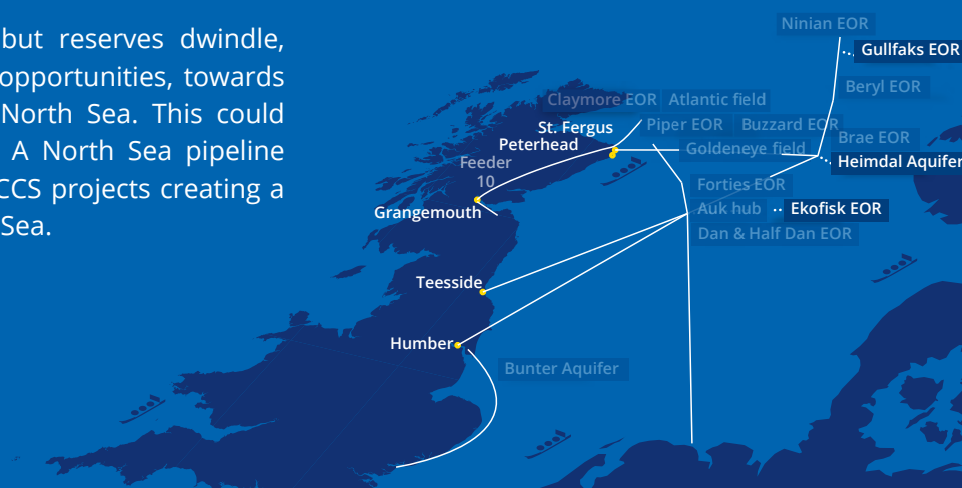 but reserves dwindle,
opportunities, towards
North Sea. This could
A North Sea pipeline
CCS projects creating a
Sea.
Ninian EOR
Gullfaks EOR
Beryl EOR
Claymore EOR
Atlantic field
St. Fergus
Piper EOR
Buzzard EOR
Brae EOR
Peterhead
Goldeneye field
Heimdal Aquifer
Feeder
10
Forties EOR
Grangemouth
Auk hub
Ekofisk EOR
Dan & Half Dan EOR
Teesside
Humber
Bunter Aquifer